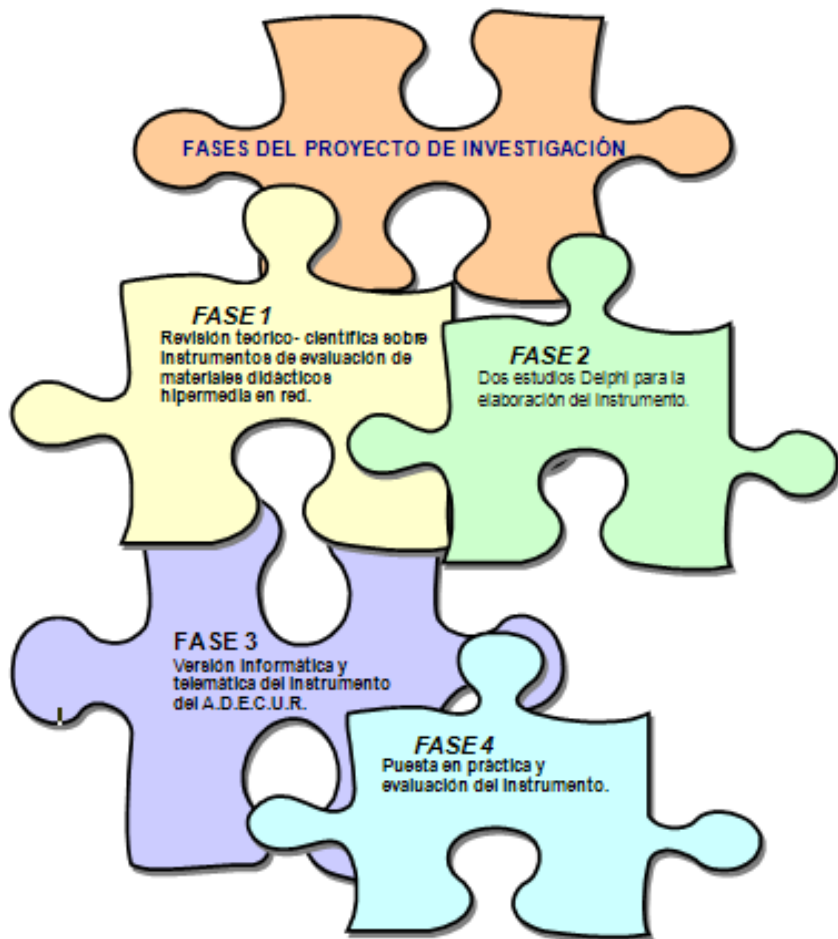 FASES DEL PROYECTO DE INVESTIGACIÓN
FASE 1
Revisión teórico- científica sobre
instrumentos de evaluación de
materiales didácticos
hipermedia en red.
FASE 2
Dos estudios Delphi para la
elaboración del instrumento.
FASE 3
Versión informática y
telemática del instrumento
del A.D.E.C.U.R.
FASE 4
Puesta en práctica y
evaluación del instrumento.